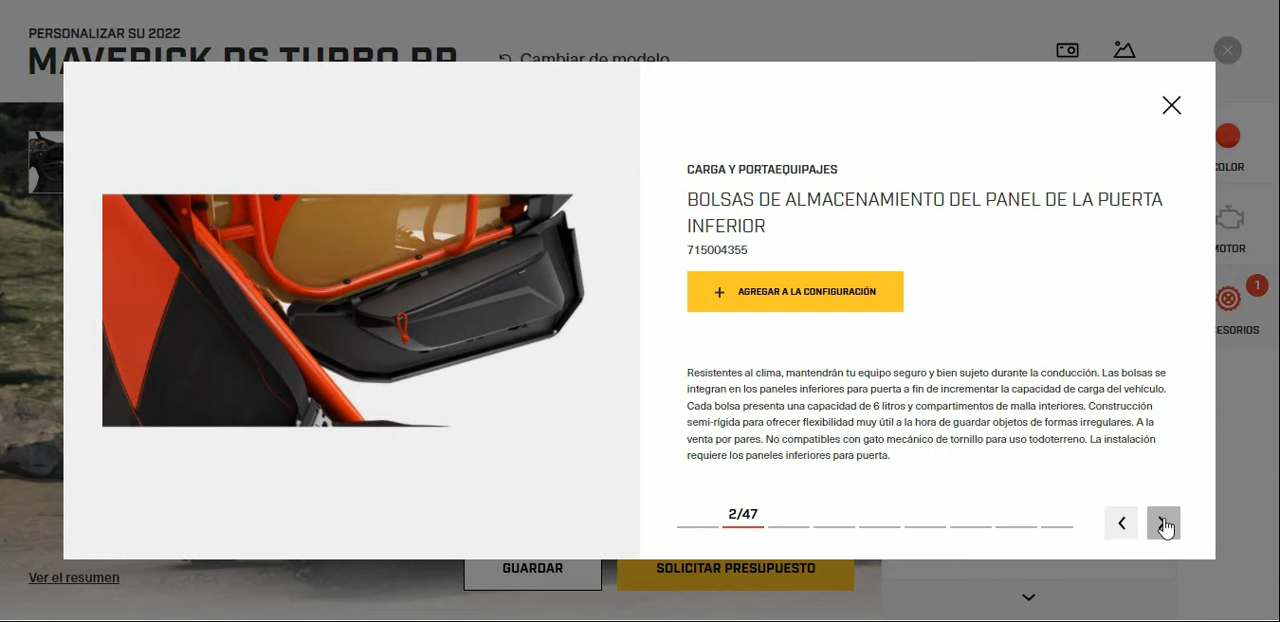 PERSONALIZAR SU 2022
MAVERICK DS TURBO RR
Cambiar de modelo
CARGA Y PORTAEQUIPAJES
BOLSAS DE ALMACENAMIENTO DEL PANEL DE LA PUERTA
INFERIOR
715004355
+ AGREGAR A LA CONFIGURACIÓN
Resistentes al clima, mantendrán tu equipo seguro y bien sujeto durante la conducción. Las bolsas se
integran en los paneles inferiores para puerta a fin de incrementar la capacidad de carga del vehículo.
Cada bolsa presenta una capacidad de 6 litros y compartimentos de malla interiores. Construcción
semi-rígida para ofrecer flexibilidad muy útil a la hora de guardar objetos de formas irregulares. A la
venta por pares. No compatibles con gato mecánico de tornillo para uso todoterreno. La instalación
requiere los paneles inferiores para puerta.
2/47
COLOR
MOTOR
1
ESORIOS
Ver el resumen
GUARDAR
SOLICITAR PRESUPUESTO